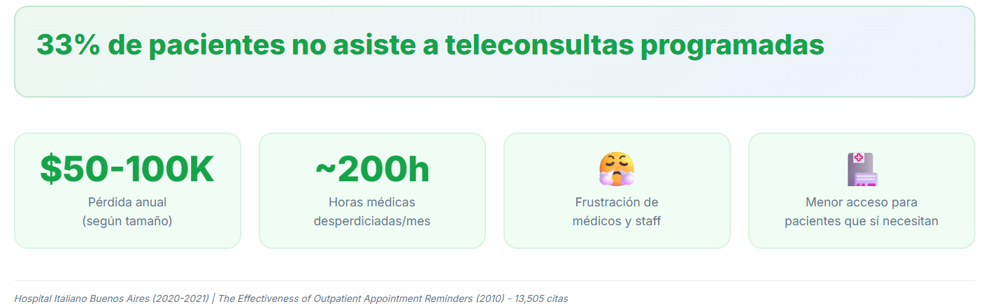 33% de pacientes no asiste a teleconsultas programadas
$50-100K
Pérdida anual
(según tamaño)
~200h
Horas médicas
desperdiciadas/mes
Frustración de
médicos y staff
Menor acceso para
pacientes que sí necesitan
Hospital Italiano Buenos Aires (2020-2021) | The Effectiveness of Outpatient Appointment Reminders (2010) - 13,505 citas